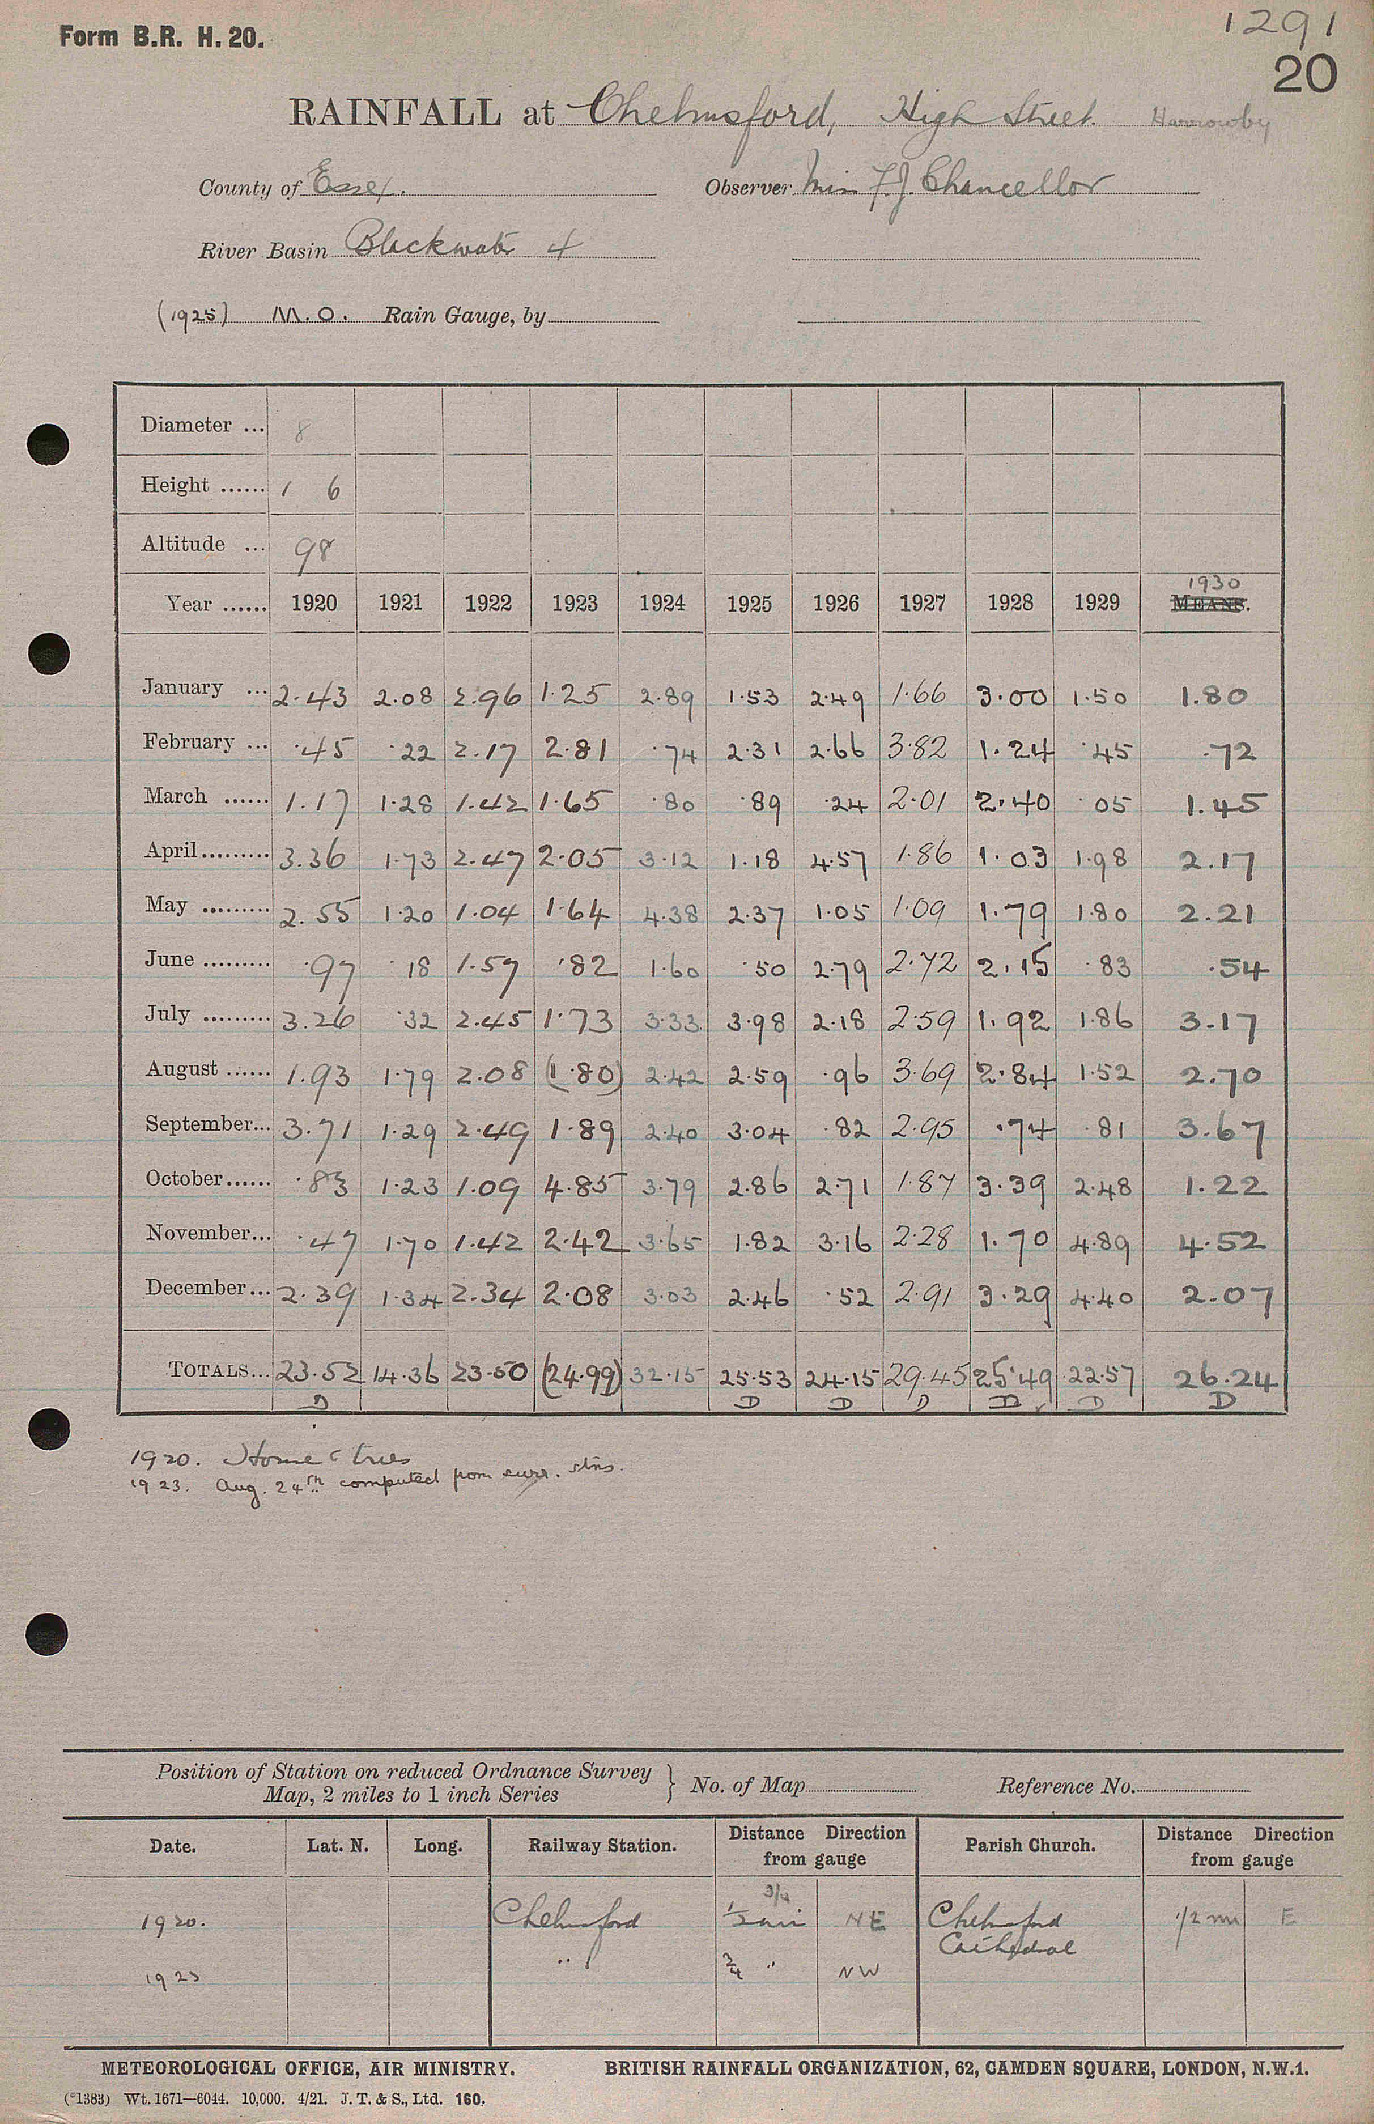 Form B.R. H. 20.
1291
20
RAINFALL at Chelmsford, High Street Harrowby
County of Essex. Observer Miss F.J. Chancellor
River Basin Blackwater 4
(1925) M.O. Rain Gauge, by
Diameter ... 8
Height ...... 1 6
Altitude ... 98
1930
Year ...... 1920 1921 1922 1923 1924 1925 1926 1927 1928 1929 MEANS.
January ... 2.43 2.08 2.96 1.25 2.89 1.53 2.49 1.66 3.00 1.50 1.80
February ... .45 .22 2.17 2.81 .74 2.31 2.66 3.82 1.24 .45 .72
March ...... 1.17 1.28 1.42 1.65 .80 .89 .24 2.01 2.40 .05 1.45
April......... 3.36 1.73 2.47 2.05 3.12 1.18 4.57 1.86 1.03 1.98 2.17
May ......... 2.55 1.20 1.04 1.64 4.38 2.37 1.05 1.09 1.79 1.80 2.21
June ......... .97 .18 1.57 .82 1.60 .50 2.79 2.72 2.15 .83 .54
July ......... 3.26 .32 2.45 1.73 3.33 3.98 2.18 2.59 1.92 1.86 3.17
August ...... 1.93 1.79 2.08 (1.80) 2.42 2.59 .96 3.69 2.84 1.52 2.70
September... 3.71 1.29 2.49 1.89 2.40 3.04 .82 2.95 .74 .81 3.67
October...... .83 1.23 1.09 4.85 3.79 2.86 2.71 1.87 3.39 2.48 1.22
November... .47 1.70 1.42 2.42 3.65 1.82 3.16 2.28 1.70 4.89 4.52
December... 2.39 1.34 2.34 2.08 3.03 2.46 .52 2.91 3.29 4.40 2.07
TOTALS... 23.52 14.36 23.50 (24.99) 32.15 25.53 24.15 29.45 25.49 22.57 26.24
D D D D D D D
1920. House & trees
1923. Aug. 24th computed from surr. stns.
Position of Station on reduced Ordnance Survey
Map, 2 miles to 1 inch Series } No. of Map Reference No.
Date. Lat. N. Long. Railway Station. Distance Direction from gauge Parish Church. Distance Direction from gauge
3/4
1920. Chelmsford 1/2 mi NE Chelmsford Cathedral 1/2 mi E
1923 " 3/4 " NW
METEOROLOGICAL OFFICE, AIR MINISTRY. BRITISH RAINFALL ORGANIZATION, 62, CAMDEN SQUARE, LONDON, N.W.1.
(*1383) Wt. 1671—6044. 10,000. 4/21. J. T. & S., Ltd. 160.